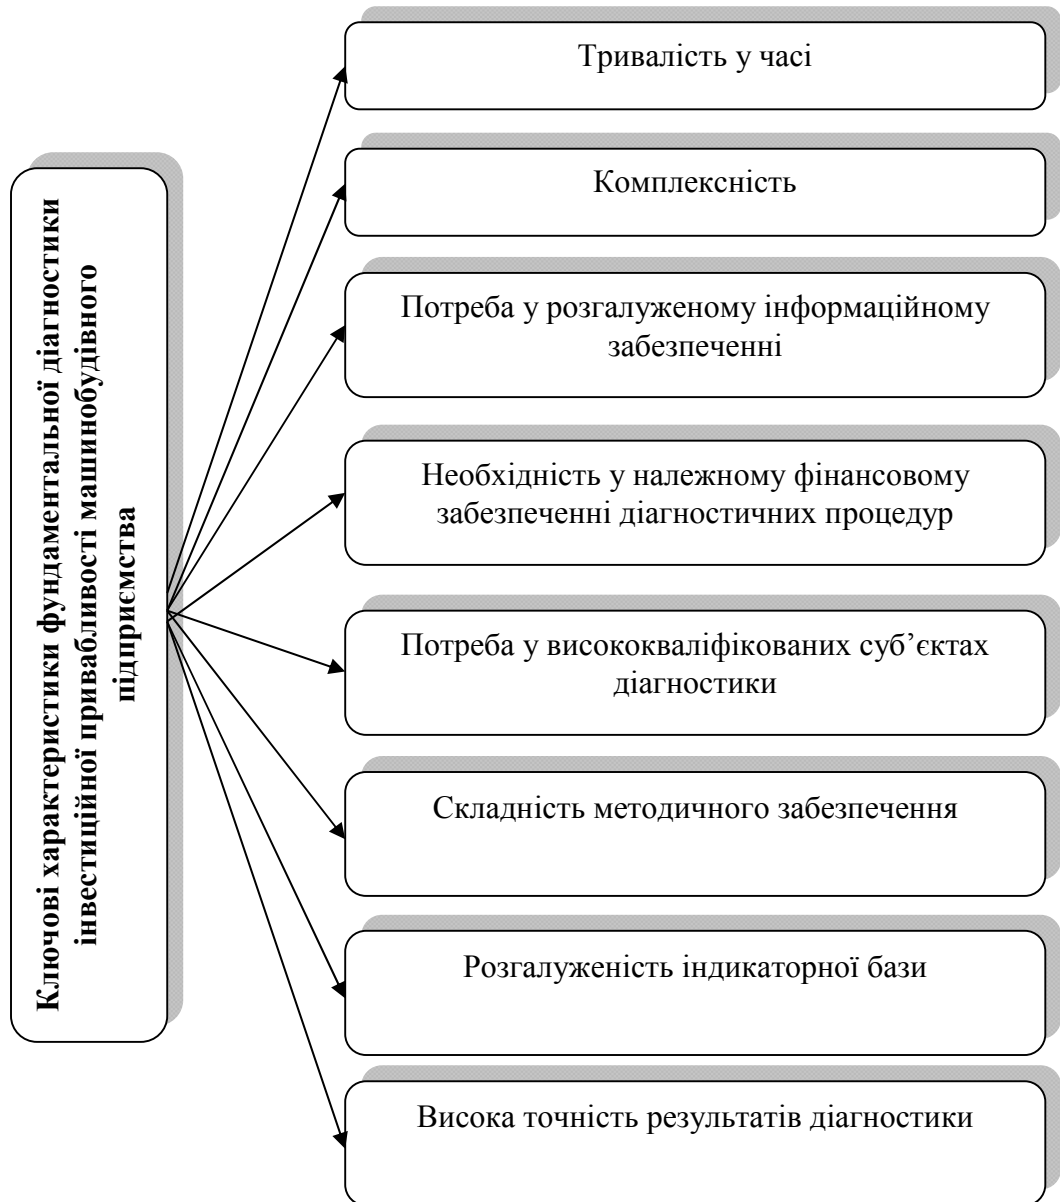 Ключові характеристики фундаментальної діагностики
інвестиційної привабливості машинобудівного
підприємства
Тривалість у часі
Комплексність
Потреба у розгалуженому інформаційному
забезпеченні
Необхідність у належному фінансовому
забезпеченні діагностичних процедур
Потреба у висококваліфікованих суб’єктах
діагностики
Складність методичного забезпечення
Розгалуженість індикаторної бази
Висока точність результатів діагностики